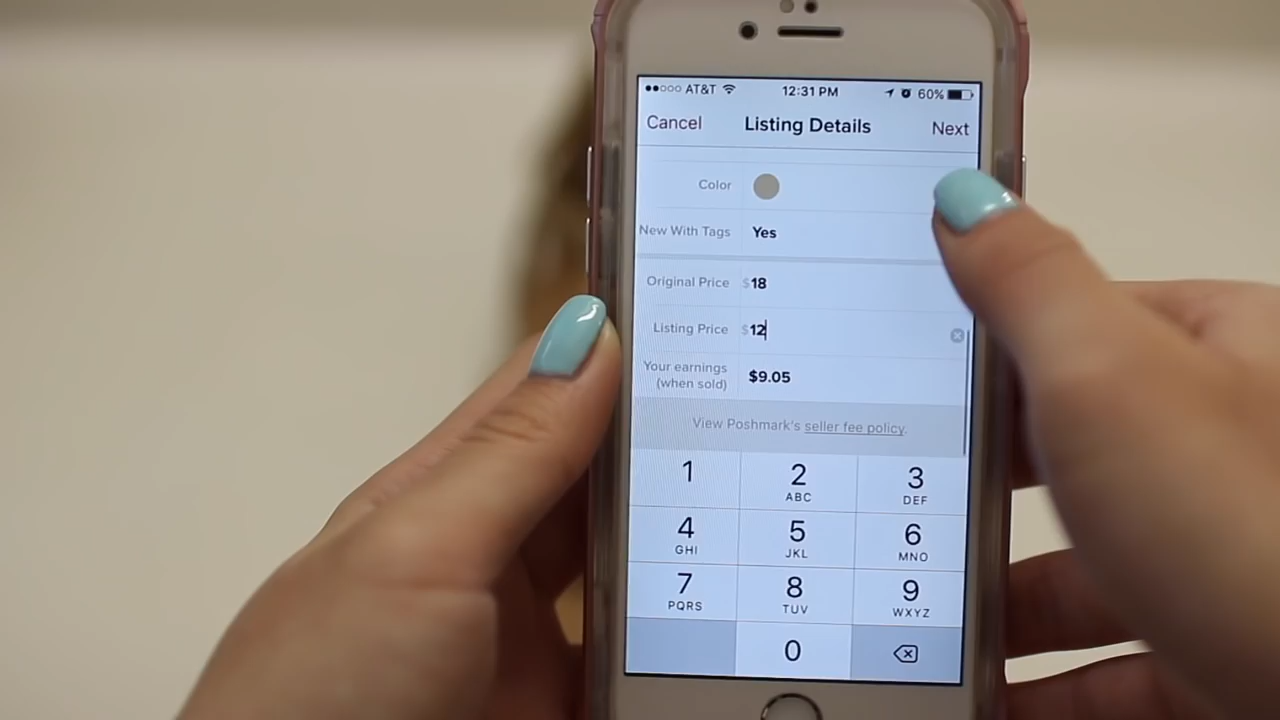 AT&T 12:31 PM 60%
Cancel Listing Details Next
Color
New With Tags Yes
Original Price $18
Listing Price $12
Your earnings
(when sold) $9.05
View Poshmark's seller fee policy.
1 2 ABC 3 DEF
4 GHI 5 JKL 6 MNO
7 PQRS 8 TUV 9 WXYZ
0